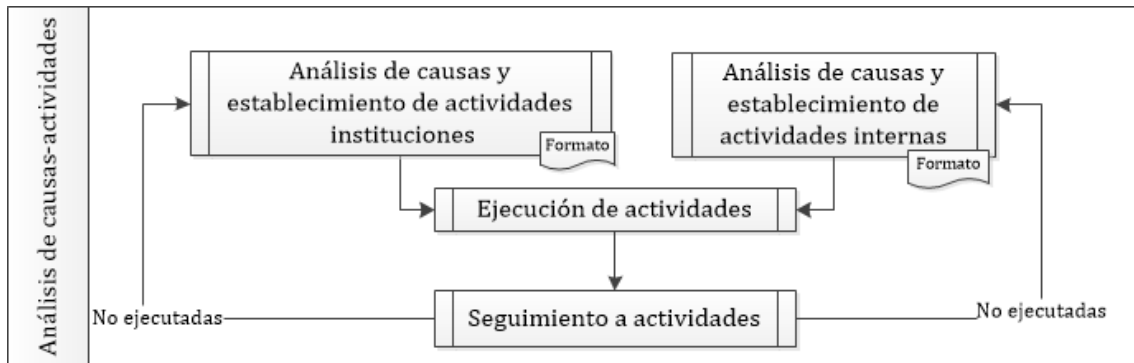 Análisis de causas-actividades
Análisis de causas y
establecimiento de actividades
instituciones
Formato
Análisis de causas y
establecimiento de
actividades internas
Formato
Ejecución de actividades
Seguimiento a actividades
No ejecutadas
No ejecutadas